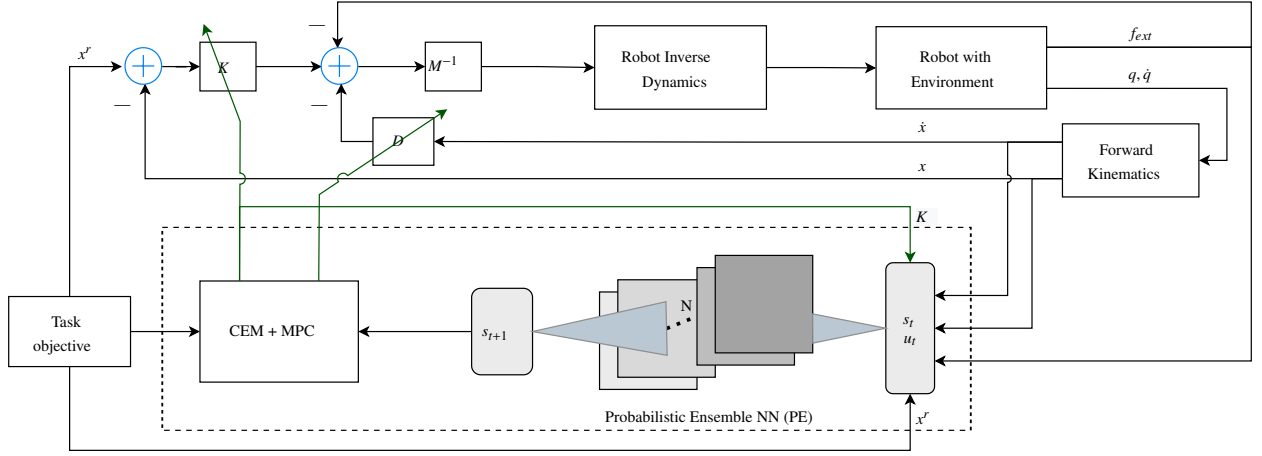 x^r
K
M^{-1}
Robot Inverse
Dynamics
Robot with
Environment
f_{ext}
q, q̇
D
ẋ
x
Forward
Kinematics
K
Task
objective
CEM + MPC
s_{t+1}
N
s_t
u_t
Probabilistic Ensemble NN (PE)
x^r